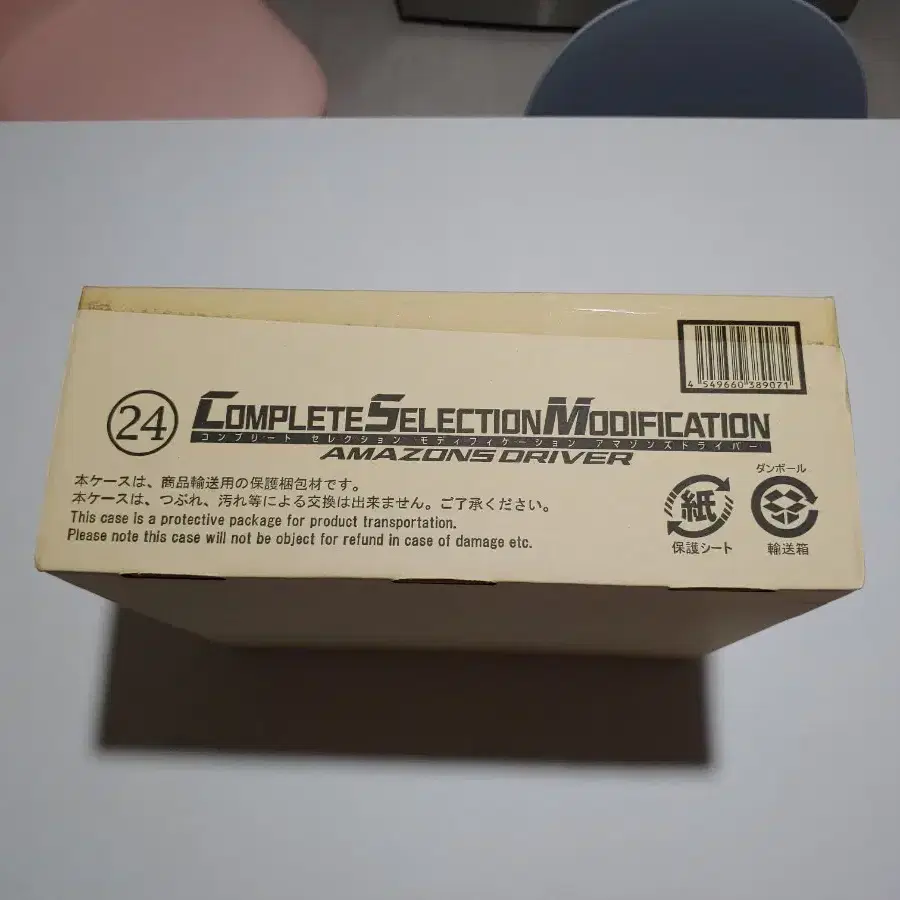 4 549660 389071
24
COMPLETE SELECTION MODIFICATION
コンプリート セレクション モディフィケーション アマゾンズドライバー
AMAZONS DRIVER
本ケースは、商品輸送用の保護梱包材です。
本ケースは、つぶれ、汚れ等による交換は出来ません。ご了承ください。
This case is a protective package for product transportation.
Please note this case will not be object for refund in case of damage etc.
紙
保護シート
ダンボール
輸送箱